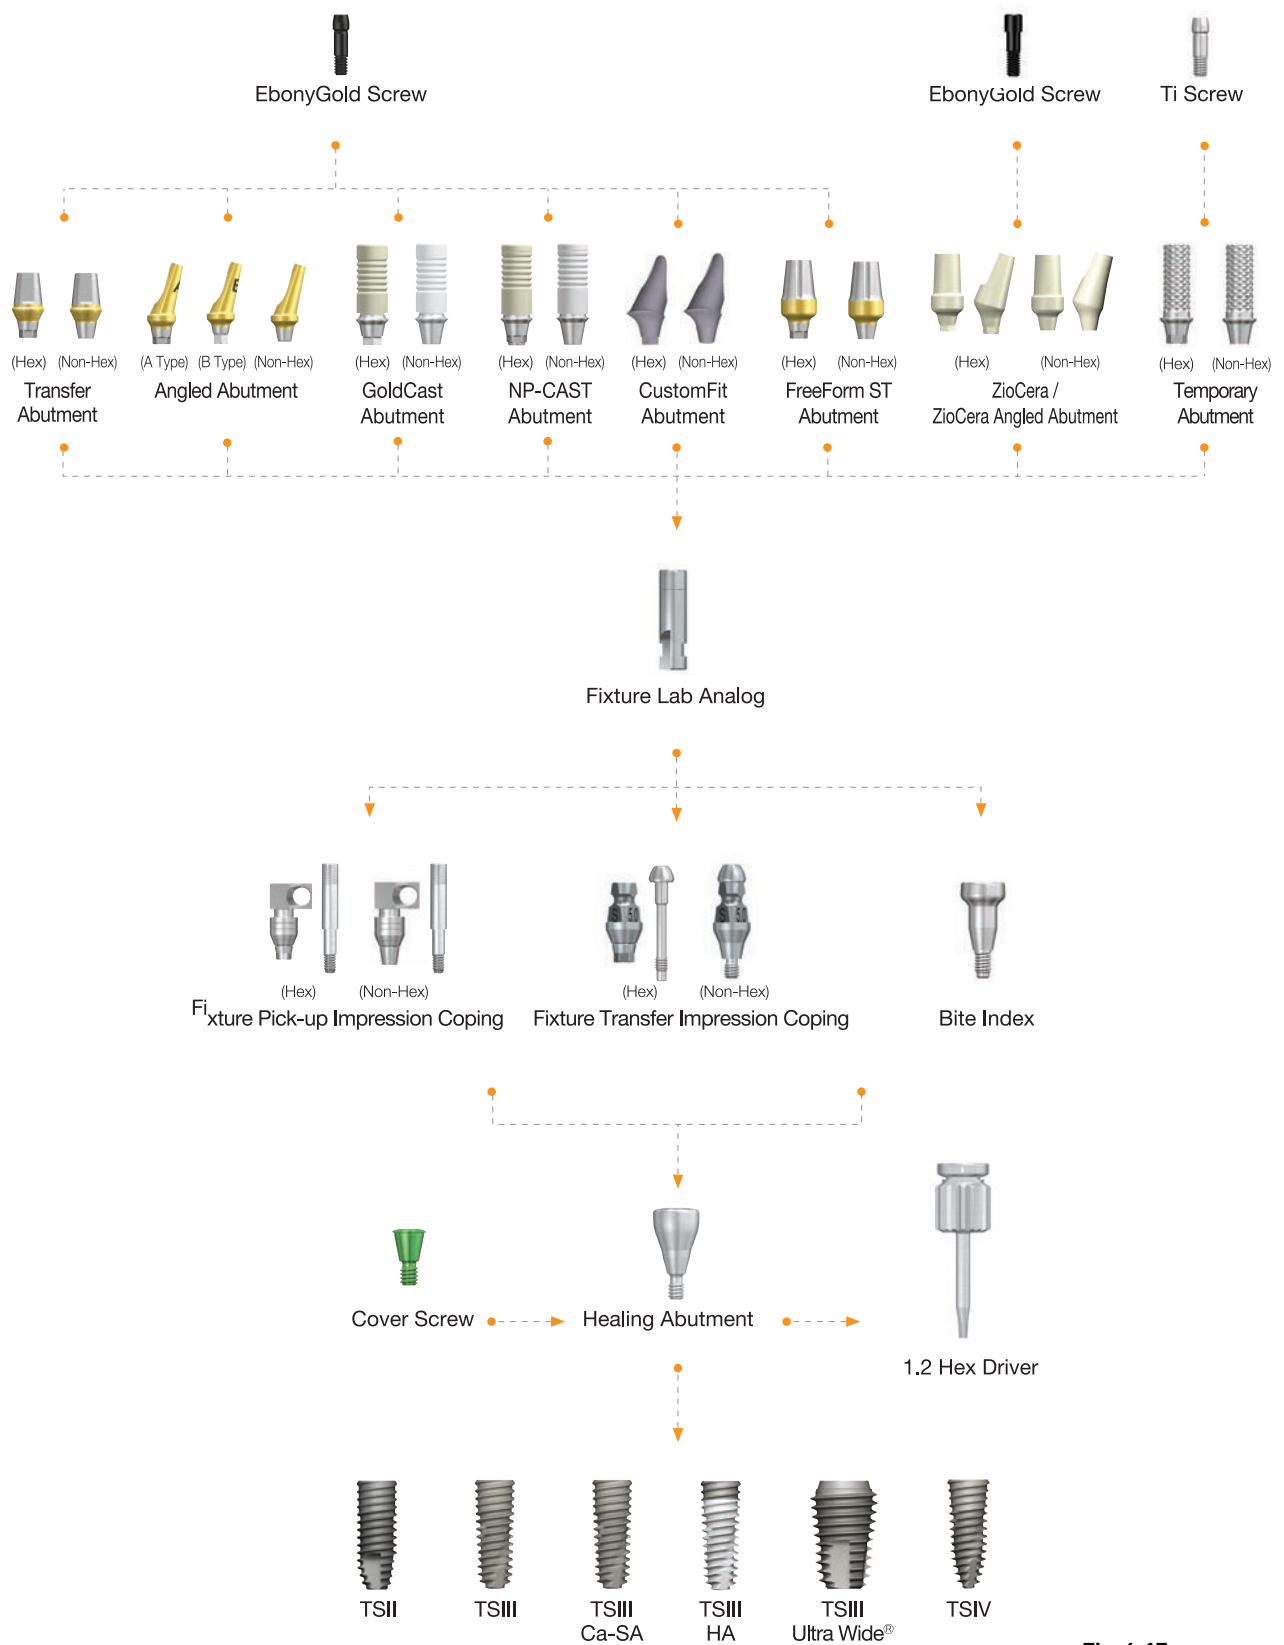 EbonyGold Screw
EbonyGold Screw
Ti Screw
A
B
(Hex) (Non-Hex)
Transfer
Abutment
(A Type) (B Type) (Non-Hex)
Angled Abutment
(Hex) (Non-Hex)
GoldCast
Abutment
(Hex) (Non-Hex)
NP-CAST
Abutment
(Hex) (Non-Hex)
CustomFit
Abutment
(Hex) (Non-Hex)
FreeForm ST
Abutment
(Hex) (Non-Hex)
ZioCera /
ZioCera Angled Abutment
(Hex) (Non-Hex)
Temporary
Abutment
Fixture Lab Analog
(Hex) (Non-Hex)
Fixture Pick-up Impression Coping
5.0
5.0
(Hex) (Non-Hex)
Fixture Transfer Impression Coping
Bite Index
Cover Screw
Healing Abutment
1.2 Hex Driver
TSII
TSIII
TSIII
Ca-SA
TSIII
HA
TSIII
Ultra Wide®
TSIV